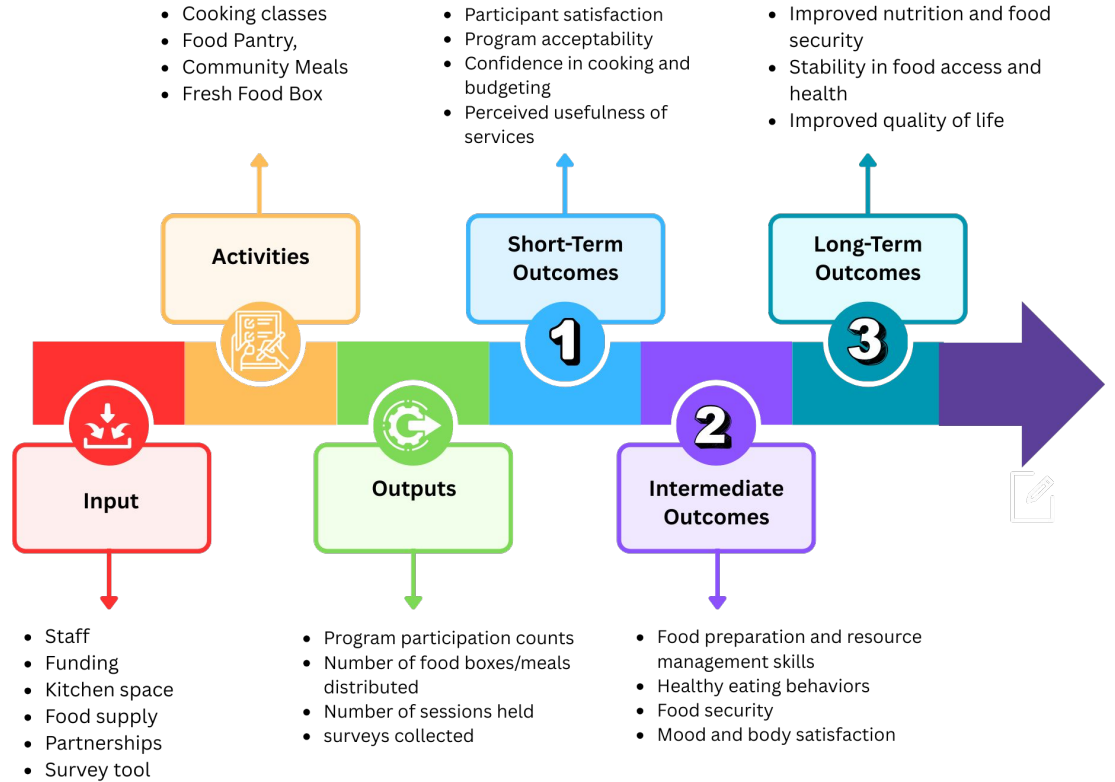 • Cooking classes
• Food Pantry,
• Community Meals
• Fresh Food Box
• Participant satisfaction
• Program acceptability
• Confidence in cooking and
budgeting
• Perceived usefulness of
services
• Improved nutrition and food
security
• Stability in food access and
health
• Improved quality of life
Activities
Short-Term
Outcomes
Long-Term
Outcomes
1
3
2
Input
Outputs
Intermediate
Outcomes
• Staff
• Funding
• Kitchen space
• Food supply
• Partnerships
• Survey tool
• Program participation counts
• Number of food boxes/meals
distributed
• Number of sessions held
• surveys collected
• Food preparation and resource
management skills
• Healthy eating behaviors
• Food security
• Mood and body satisfaction